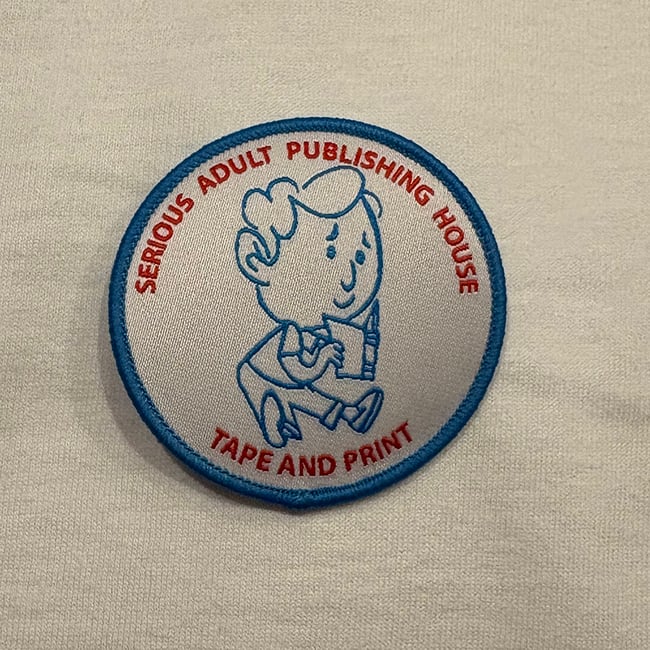 SERIOUS ADULT PUBLISHING HOUSE
TAPE AND PRINT